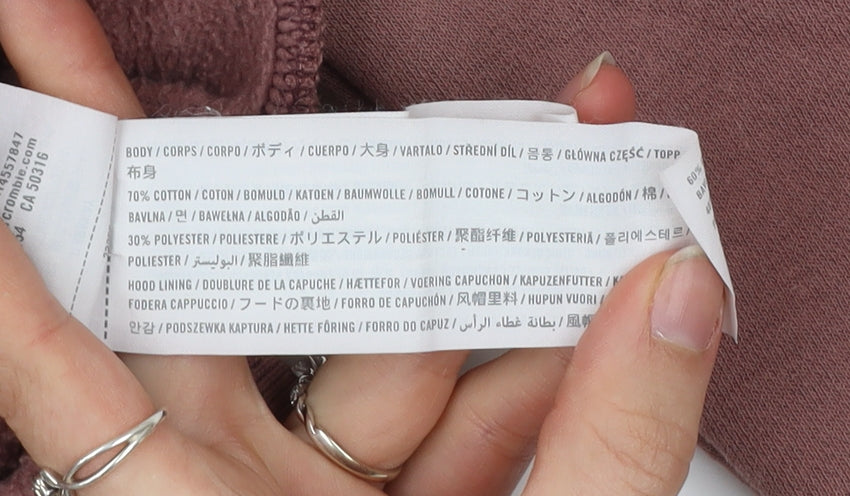 14557847
crombie.com
CA 50316
BODY / CORPS / CORPO / ボディ / CUERPO / 大身 / VARTALO / STŘEDNÍ DÍL / 몸통 / GŁÓWNA CZĘŚĆ / TOPP
布身
70% COTTON / COTON / BOMULD / KATOEN / BAUMWOLLE / BOMULL / COTONE / コットン / ALGODÓN / 棉 /
BAVLNA / 면 / BAWEŁNA / ALGODÃO / القطن
30% POLYESTER / POLIESTERE / ポリエステル / POLIÉSTER / 聚酯纤维 / POLYESTERIÄ / 폴리에스테르 /
POLIESTER / البوليستر / 聚脂纖維
HOOD LINING / DOUBLURE DE LA CAPUCHE / HÆTTEFOR / VOERING CAPUCHON / KAPUZENFUTTER /
FODERA CAPPUCCIO / フードの裏地 / FORRO DE CAPUCHÓN / 风帽里料 / HUPUN VUORI /
안감 / PODSZEWKA KAPTURA / HETTE FÔRING / FORRO DO CAPUZ / بطانة غطاء الرأس / 風帽
60%